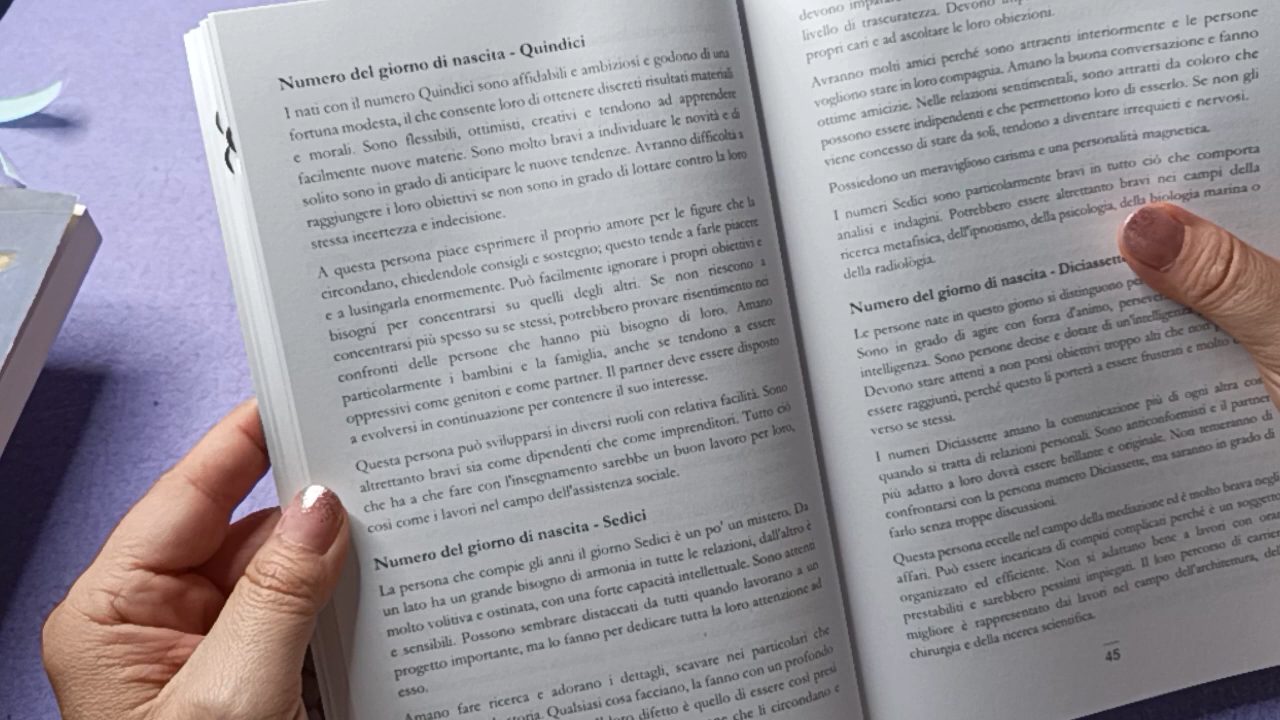 Numero del giorno di nascita - Quindici
I nati con il numero Quindici sono affidabili e ambiziosi e godono di una
fortuna modesta, il che consente loro di ottenere discreti risultati materiali
e morali. Sono flessibili, ottimisti, creativi e tendono ad apprendere
facilmente nuove materie. Sono molto bravi a individuare le novità e di
solito sono in grado di anticipare le nuove tendenze. Avranno difficoltà a
raggiungere i loro obiettivi se non sono in grado di lottare contro la loro
stessa incertezza e indecisione.
A questa persona piace esprimere il proprio amore per le figure che la
circondano, chiedendole consigli e sostegno; questo tende a farle piacere
e a lusingarla enormemente. Può facilmente ignorare i propri obiettivi e
bisogni per concentrarsi su quelli degli altri. Se non riescono a
concentrarsi più spesso su se stessi, potrebbero provare risentimento nei
confronti delle persone che hanno più bisogno di loro. Amano
particolarmente i bambini e la famiglia, anche se tendono a essere
oppressivi come genitori e come partner. Il partner deve essere disposto
a evolversi in continuazione per contenere il suo interesse.
Questa persona può svilupparsi in diversi ruoli con relativa facilità. Sono
altrettanto bravi sia come dipendenti che come imprenditori. Tutto ciò
che ha a che fare con l'insegnamento sarebbe un buon lavoro per loro,
così come i lavori nel campo dell'assistenza sociale.
Numero del giorno di nascita - Sedici
La persona che compie gli anni il giorno Sedici è un po' un mistero. Da
un lato ha un grande bisogno di armonia in tutte le relazioni, dall'altro è
molto volitiva e ostinata, con una forte capacità intellettuale. Sono attenti
e sensibili. Possono sembrare distaccati da tutti quando lavorano a un
progetto importante, ma lo fanno per dedicare tutta la loro attenzione ad
esso.
Amano fare ricerca e adorano i dettagli, scavare nei particolari che
Qualsiasi cosa facciano, la fanno con un profondo
loro difetto è quello di essere così presi
che li circondano e
devono
livello di trascuratezza. Devono
propri cari e ad ascoltare le loro obiezioni.
Avranno molti amici perché sono attraenti interiormente e le persone
vogliono stare in loro compagnia. Amano la buona conversazione e fanno
ottime amicizie. Nelle relazioni sentimentali, sono attratti da coloro che
possono essere indipendenti e che permettono loro di esserlo. Se non gli
viene concesso di stare da soli, tendono a diventare irrequieti e nervosi.
Possiedono un meraviglioso carisma e una personalità magnetica.
I numeri Sedici sono particolarmente bravi in tutto ciò che comporta
analisi e indagini. Potrebbero essere altrettanto bravi nei campi della
ricerca metafisica, dell'ipnotismo, della psicologia, della biologia marina o
della radiologia.
Numero del giorno di nascita - Diciassette
Le persone nate in questo giorno si distinguono
Sono in grado di agire con forza d'animo,
intelligenza. Sono persone decise e dotate di un'intelligenza
Devono stare attenti a non porsi obiettivi troppo alti che non
essere raggiunti, perché questo li porterà a essere frustrati e molto
verso se stessi.
I numeri Diciassette amano la comunicazione più di ogni altra
quando si tratta di relazioni personali. Sono anticonformisti e il partner
più adatto a loro dovrà essere brillante e originale. Non temeranno di
confrontarsi con la persona numero Diciassette, ma saranno in grado di
farlo senza troppe discussioni.
Questa persona eccelle nel campo della mediazione ed è molto brava negli
affari. Può essere incaricata di compiti complicati perché è un
organizzato ed efficiente. Non si adattano bene a lavori con
prestabiliti e sarebbero pessimi impiegati. Il loro percorso di
migliore è rappresentato dai lavori nel campo dell'architettura,
chirurgia e della ricerca scientifica.
45